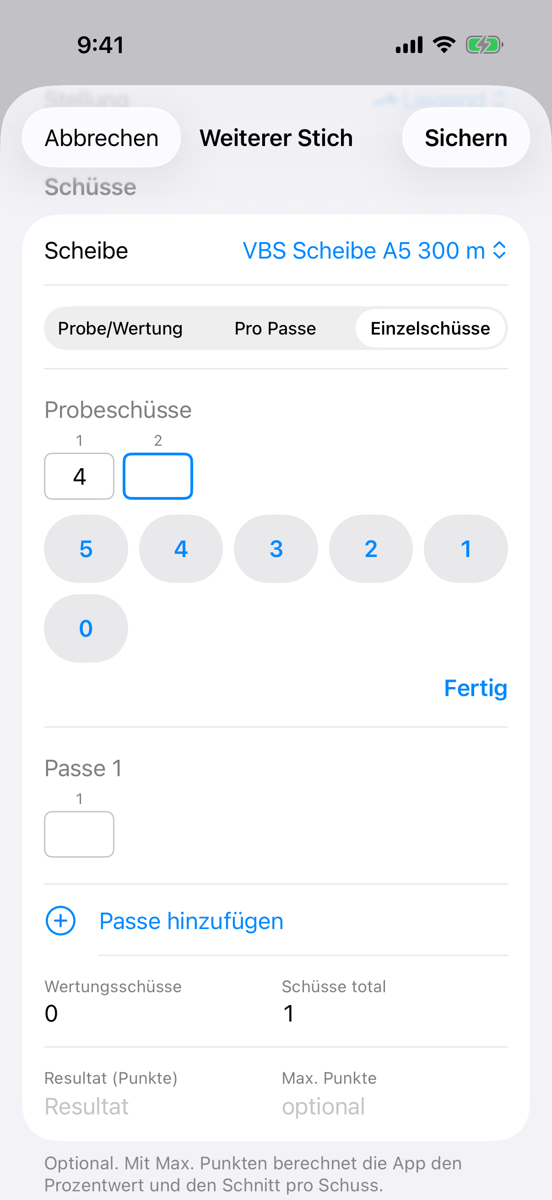 9:41
Stellung
Liegend
Abbrechen
Weiterer Stich
Sichern
Schüsse
Scheibe
VBS Scheibe A5 300 m
Probe/Wertung
Pro Passe
Einzelschüsse
Probeschüsse
1
2
4
5
4
3
2
1
0
Fertig
Passe 1
1
Passe hinzufügen
Wertungsschüsse
Schüsse total
0
1
Resultat (Punkte)
Max. Punkte
Resultat
optional
Optional. Mit Max. Punkten berechnet die App den
Prozentwert und den Schnitt pro Schuss.